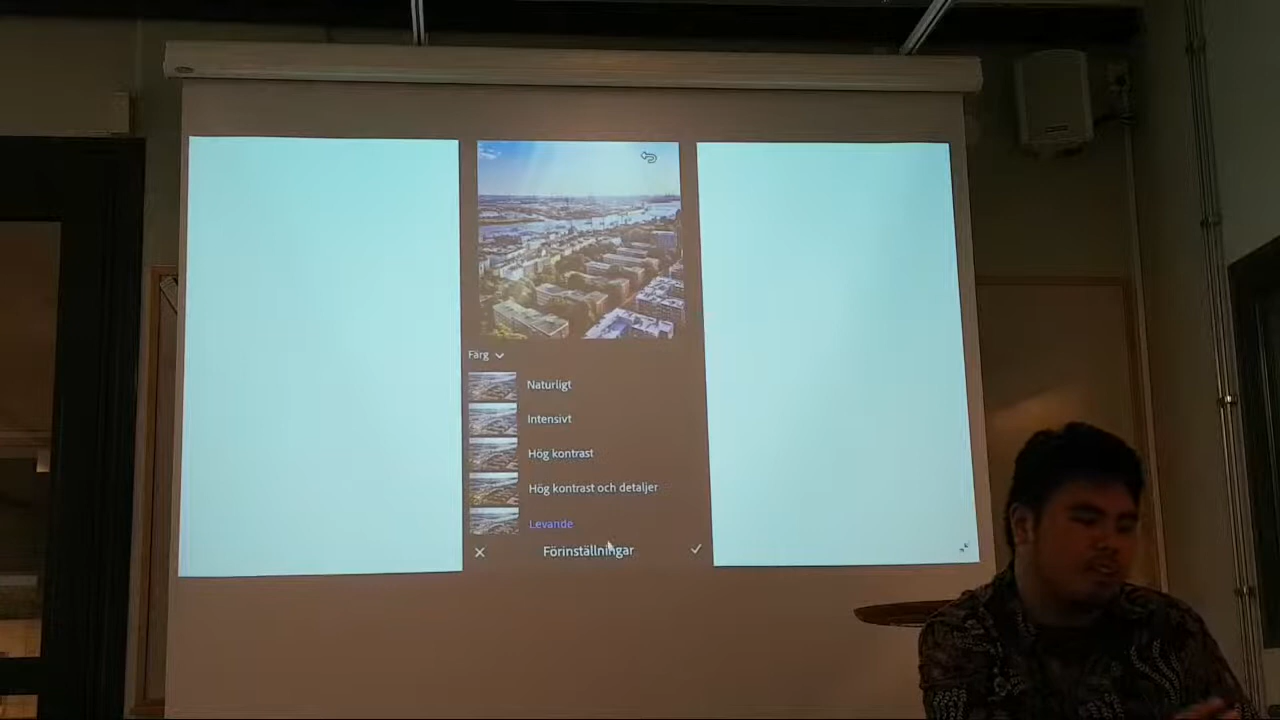 Färg
Naturligt
Intensivt
Hög kontrast
Hög kontrast och detaljer
Levande
Förinställningar